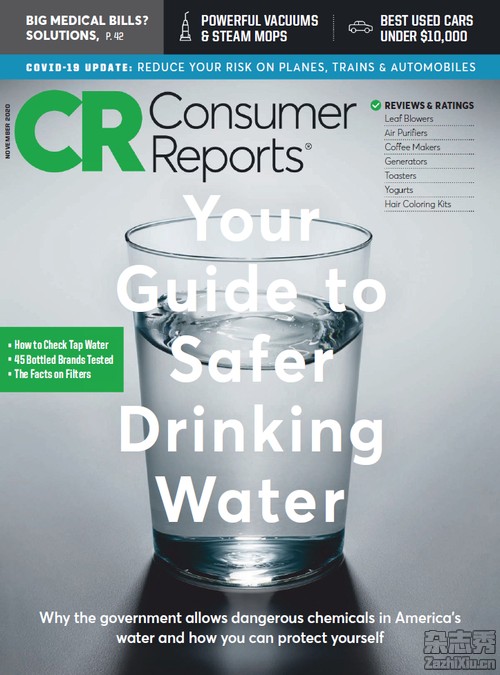 BIG MEDICAL BILLS?
SOLUTIONS, P. 42
POWERFUL VACUUMS
& STEAM MOPS
BEST USED CARS
UNDER $10,000
COVID-19 UPDATE: REDUCE YOUR RISK ON PLANES, TRAINS & AUTOMOBILES
NOVEMBER 2020
CR Consumer
Reports®
REVIEWS & RATINGS
Leaf Blowers
Air Purifiers
Coffee Makers
Generators
Toasters
Yogurts
Hair Coloring Kits
Your
Guide to
Safer
Drinking
Water
• How to Check Tap Water
• 45 Bottled Brands Tested
• The Facts on Filters
Why the government allows dangerous chemicals in America's
water and how you can protect yourself
杂志秀
ZazhiXiu.cn